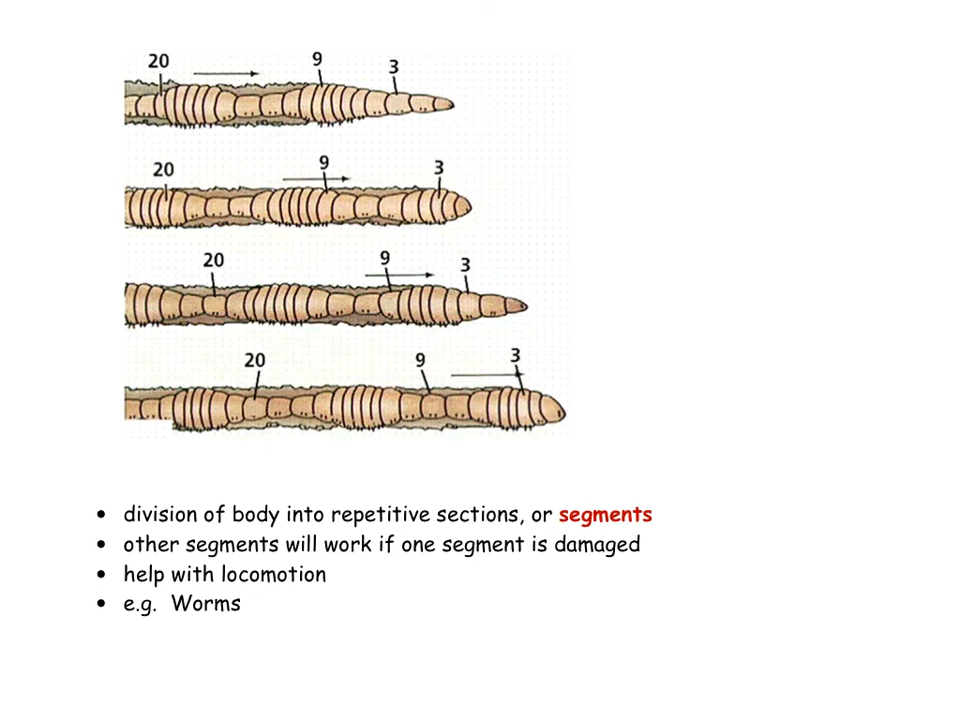 20 9 3
20 9 3
20 9 3
20 9 3
• division of body into repetitive sections, or segments
• other segments will work if one segment is damaged
• help with locomotion
• e.g. Worms